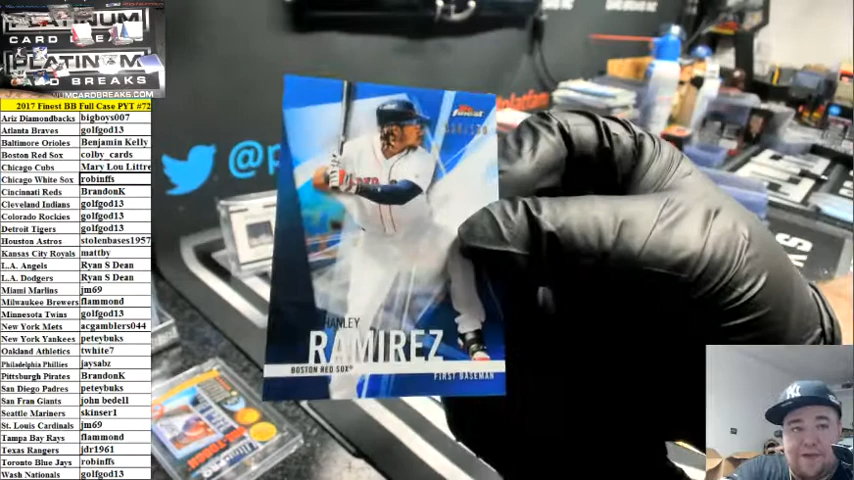 PLATINUM
CARD BREAKS
2017 Finest BB Full Case PYT #72
Ariz Diamondbacks bigboys007
Atlanta Braves golfgod13
Baltimore Orioles Benjamin Kelly
Boston Red Sox colby_cards
Chicago Cubs Mary Lou Littre
Chicago White Sox robinffs
Cincinnati Reds BrandonK
Cleveland Indians golfgod13
Colorado Rockies golfgod13
Detroit Tigers golfgod13
Houston Astros stolenbases1957
Kansas City Royals mattby
L.A. Angels Ryan S Dean
L.A. Dodgers Ryan S Dean
Miami Marlins jm69
Milwaukee Brewers flammond
Minnesota Twins golfgod13
New York Mets acgamblers044
New York Yankees peteybuks
Oakland Athletics twhite7
Philadelphia Phillies jaysabz
Pittsburgh Pirates BrandonK
San Diego Padres peteybuks
San Fran Giants john bedell
Seattle Mariners skinser1
St. Louis Cardinals jm69
Tampa Bay Rays flammond
Texas Rangers jdr1961
Toronto Blue Jays robinffs
Wash Nationals golfgod13
Finest
HANLEY
RAMIREZ
BOSTON RED SOX
FIRST BASEMAN